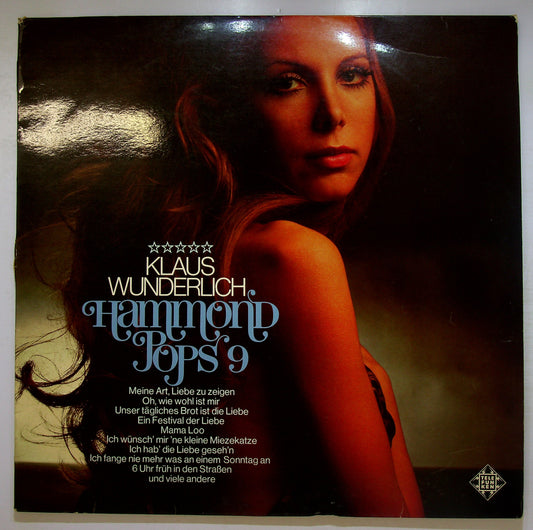 KLAUS
WUNDERLICH
Hammond
Pops 9
Meine Art, Liebe zu zeigen
Oh, wie wohl ist mir
Unser tägliches Brot ist die Liebe
Ein Festival der Liebe
Mama Loo
Ich wünsch' mir 'ne kleine Miezekatze
Ich hab' die Liebe geseh'n
Ich fange nie mehr was an einem Sonntag an
6 Uhr früh in den Straßen
und viele andere
TELE
FUN
KEN